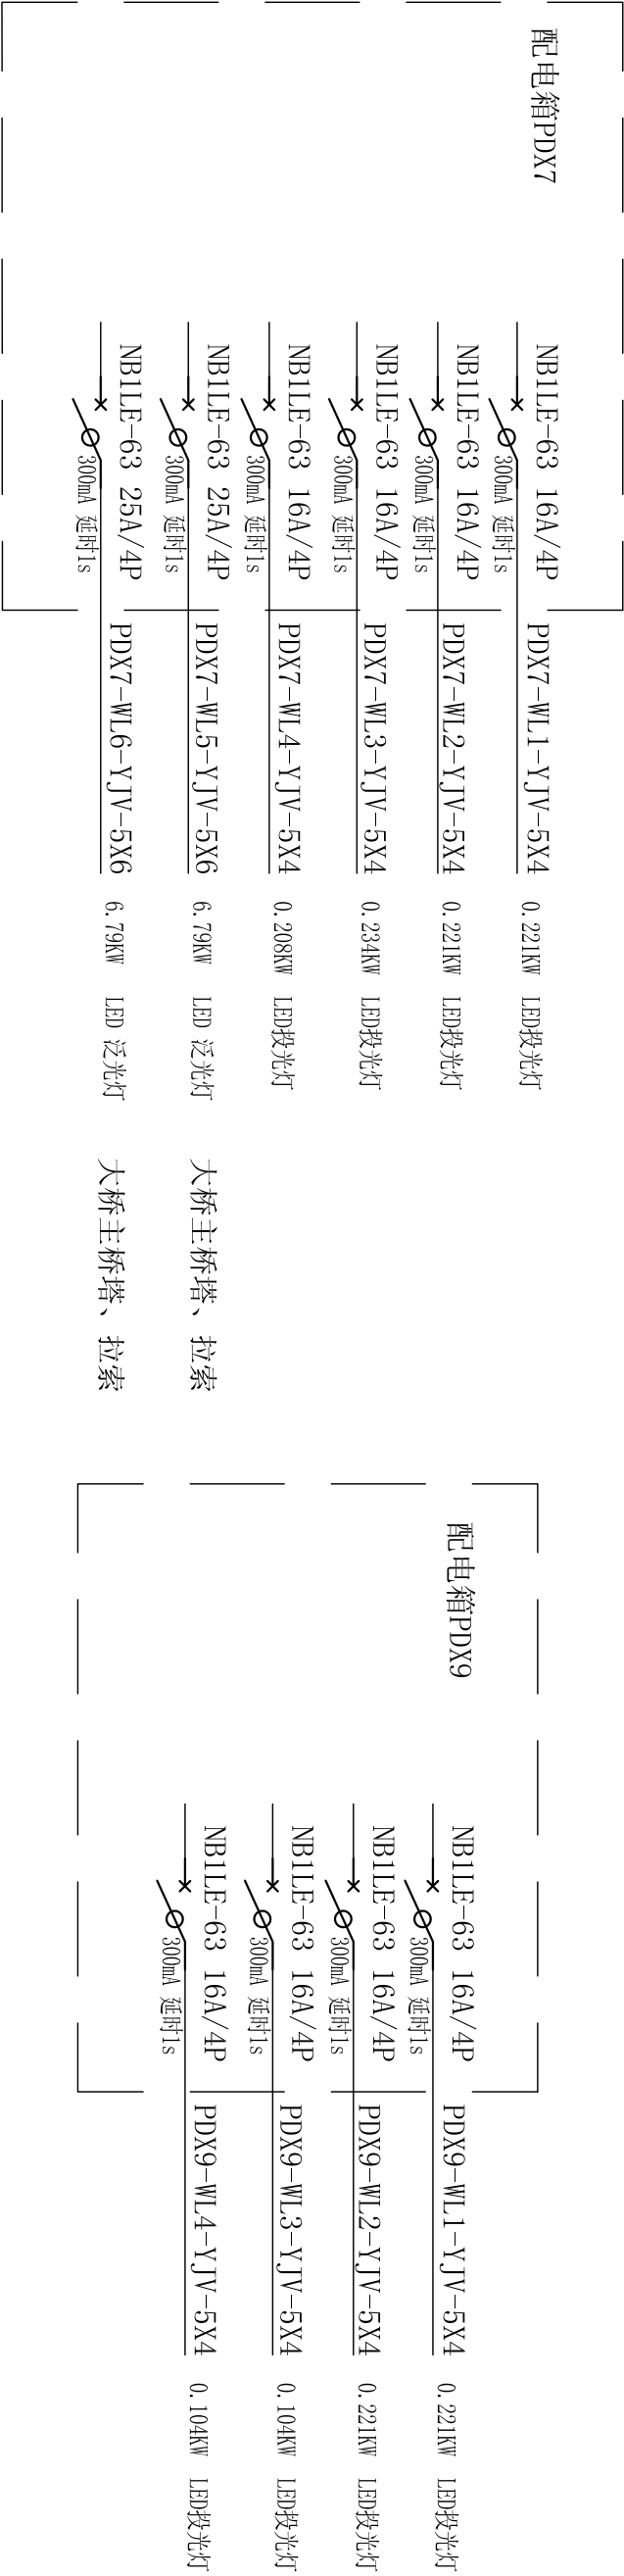 配电箱PDX7
NB1LE-63 16A/4P
300mA 延时1s
PDX7-WL1-YJV-5X4
0.221KW LED投光灯
NB1LE-63 16A/4P
300mA 延时1s
PDX7-WL2-YJV-5X4
0.221KW LED投光灯
NB1LE-63 16A/4P
300mA 延时1s
PDX7-WL3-YJV-5X4
0.234KW LED投光灯
NB1LE-63 16A/4P
300mA 延时1s
PDX7-WL4-YJV-5X4
0.208KW LED投光灯
NB1LE-63 25A/4P
300mA 延时1s
PDX7-WL5-YJV-5X6
6.79KW LED 泛光灯
大桥主桥塔、拉索
NB1LE-63 25A/4P
300mA 延时1s
PDX7-WL6-YJV-5X6
6.79KW LED 泛光灯
大桥主桥塔、拉索
配电箱PDX9
NB1LE-63 16A/4P
300mA 延时1s
PDX9-WL1-YJV-5X4
0.221KW LED投光灯
NB1LE-63 16A/4P
300mA 延时1s
PDX9-WL2-YJV-5X4
0.221KW LED投光灯
NB1LE-63 16A/4P
300mA 延时1s
PDX9-WL3-YJV-5X4
0.104KW LED投光灯
NB1LE-63 16A/4P
300mA 延时1s
PDX9-WL4-YJV-5X4
0.104KW LED投光灯